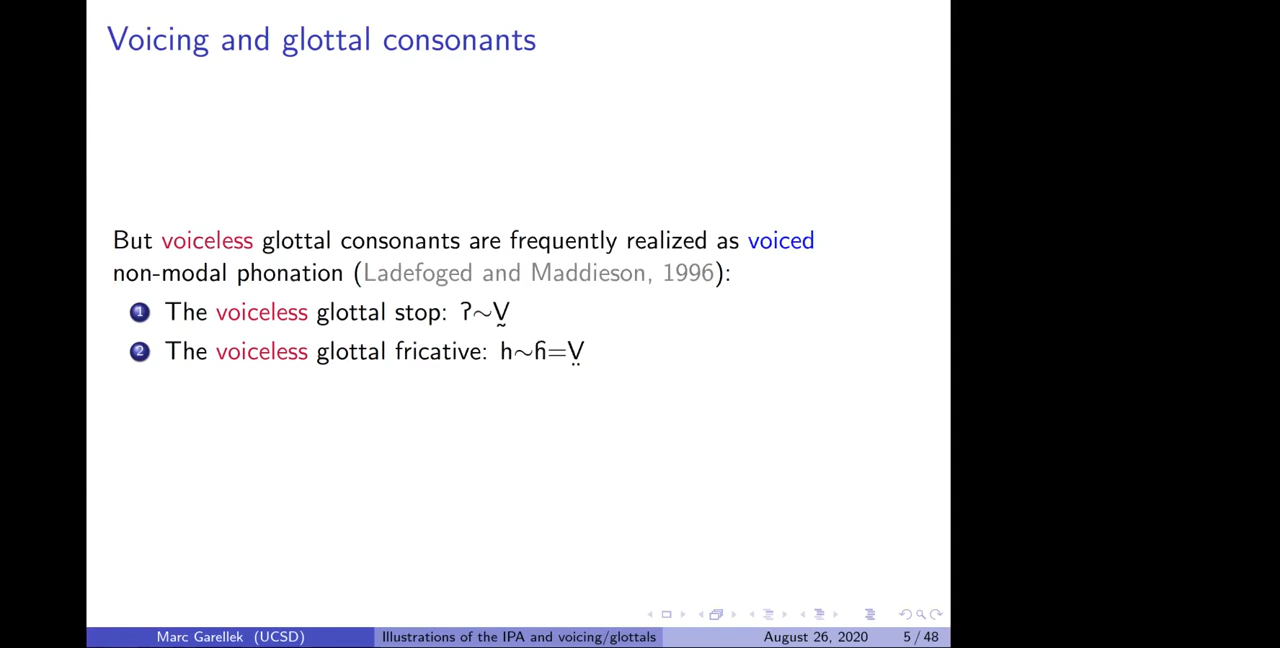 Voicing and glottal consonants
But voiceless glottal consonants are frequently realized as voiced
non-modal phonation (Ladefoged and Maddieson, 1996):
1 The voiceless glottal stop: ʔ∼V̰
2 The voiceless glottal fricative: h∼ɦ=V̤
Marc Garellek (UCSD) Illustrations of the IPA and voicing/glottals August 26, 2020 5 / 48